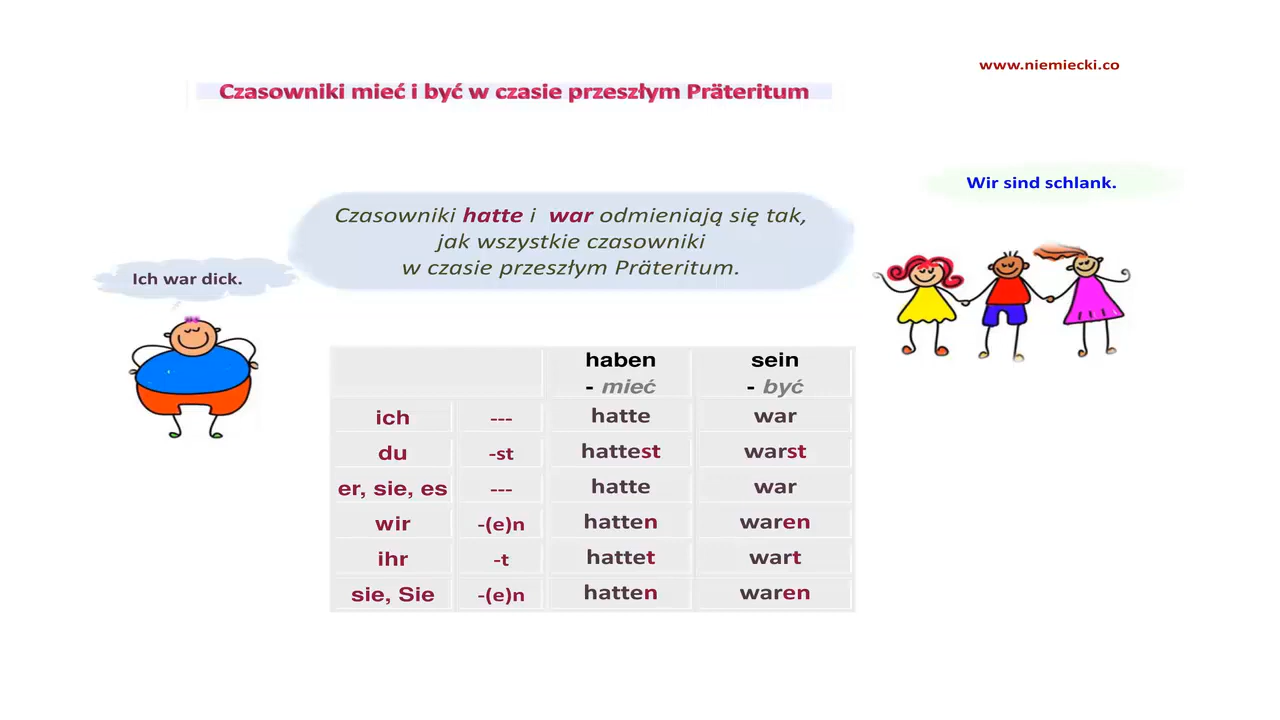 www.niemiecki.co
Czasowniki mieć i być w czasie przeszłym Präteritum
Wir sind schlank.
Czasowniki hatte i war odmieniają się tak,
jak wszystkie czasowniki
w czasie przeszłym Präteritum.
Ich war dick.
haben sein
- mieć - być
ich --- hatte war
du -st hattest warst
er, sie, es --- hatte war
wir -(e)n hatten waren
ihr -t hattet wart
sie, Sie -(e)n hatten waren